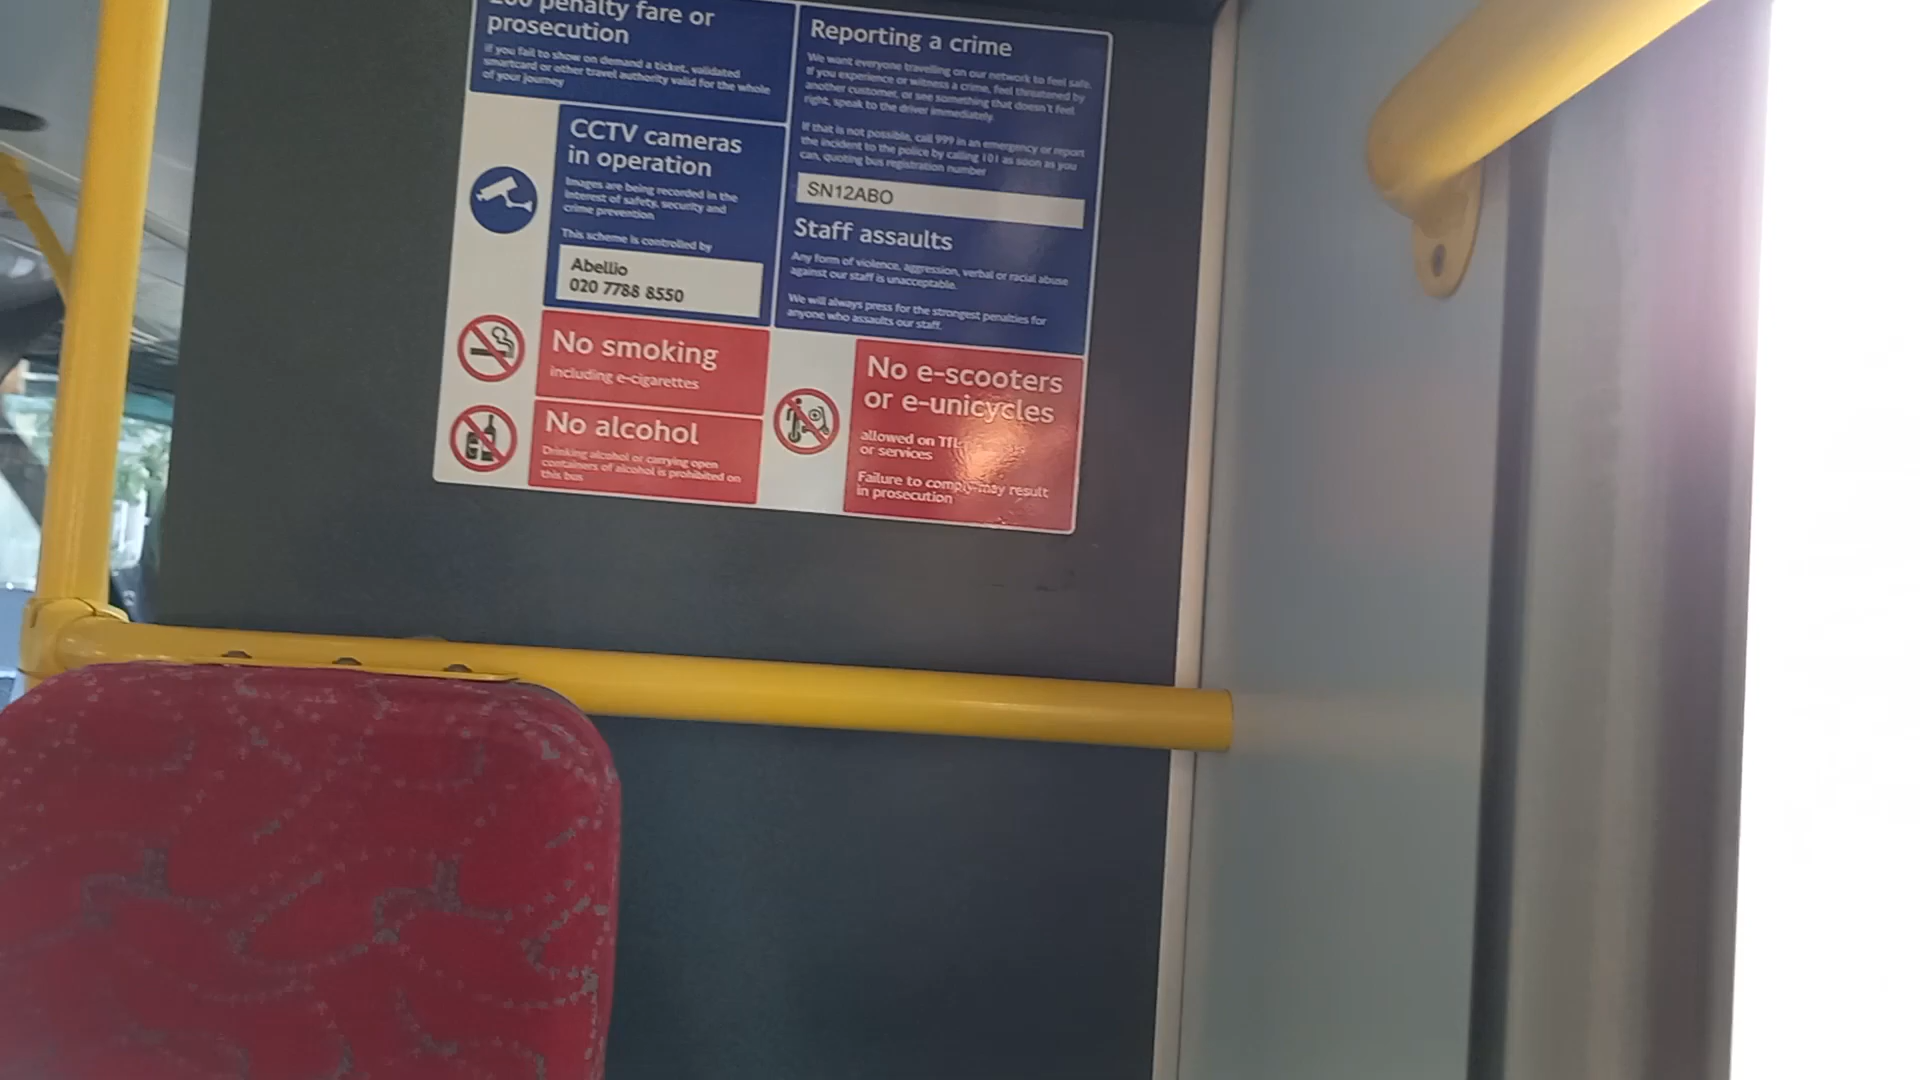 penalty fare or
prosecution
If you fail to show on demand a ticket, validated
smartcard or other travel authority valid for the whole
of your journey
CCTV cameras
in operation
Images are being recorded in the
interest of safety, security and
crime prevention
This scheme is controlled by
Abellio
020 7788 8550
No smoking
including e-cigarettes
No alcohol
Drinking alcohol or carrying open
containers of alcohol is prohibited on
this bus
Reporting a crime
We want everyone travelling on our network to feel safe.
If you experience or witness a crime, feel threatened by
another customer, or see something that doesn't feel
right, speak to the driver immediately.
If that is not possible, call 999 in an emergency or report
the incident to the police by calling 101 as soon as you
can, quoting bus registration number
SN12ABO
Staff assaults
Any form of violence, aggression, verbal or racial abuse
against our staff is unacceptable.
We will always press for the strongest penalties for
anyone who assaults our staff.
No e-scooters
or e-unicycles
allowed on TfL
or services
Failure to comply may result
in prosecution